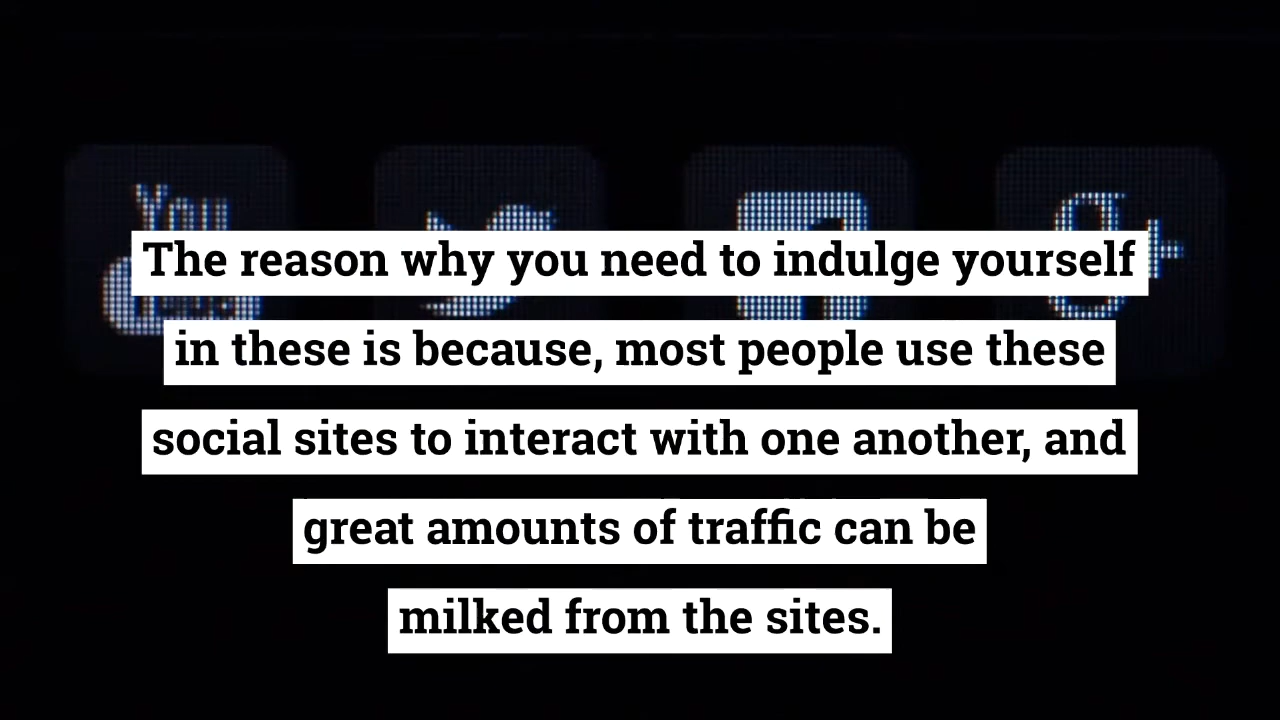 You
The reason why you need to indulge yourself
in these is because, most people use these
social sites to interact with one another, and
great amounts of traffic can be
milked from the sites.